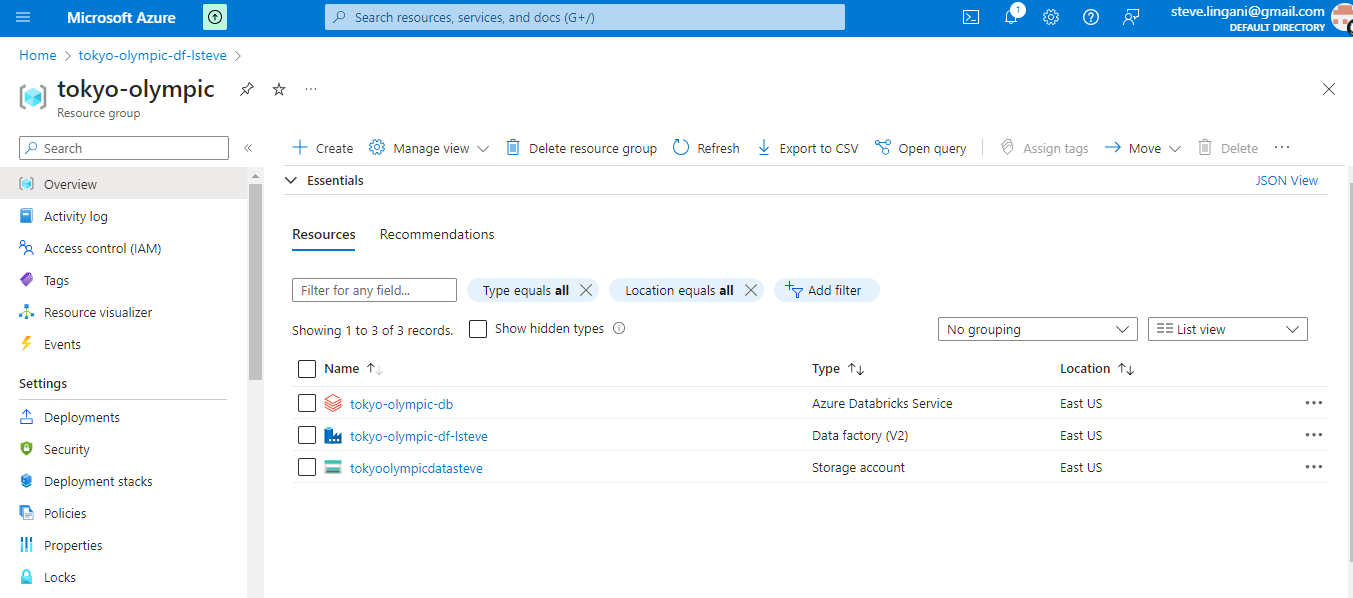 Microsoft Azure
Search resources, services, and docs (G+/)
1
steve.lingani@gmail.com
DEFAULT DIRECTORY
Home > tokyo-olympic-df-lsteve >
tokyo-olympic
Resource group
Search
Overview
Activity log
Access control (IAM)
Tags
Resource visualizer
Events
Settings
Deployments
Security
Deployment stacks
Policies
Properties
Locks
Create Manage view Delete resource group Refresh Export to CSV Open query Assign tags Move Delete
Essentials JSON View
Resources Recommendations
Filter for any field... Type equals all Location equals all Add filter
Showing 1 to 3 of 3 records. Show hidden types No grouping List view
Name Type Location
tokyo-olympic-db Azure Databricks Service East US
tokyo-olympic-df-lsteve Data factory (V2) East US
tokyoolympicdatasteve Storage account East US